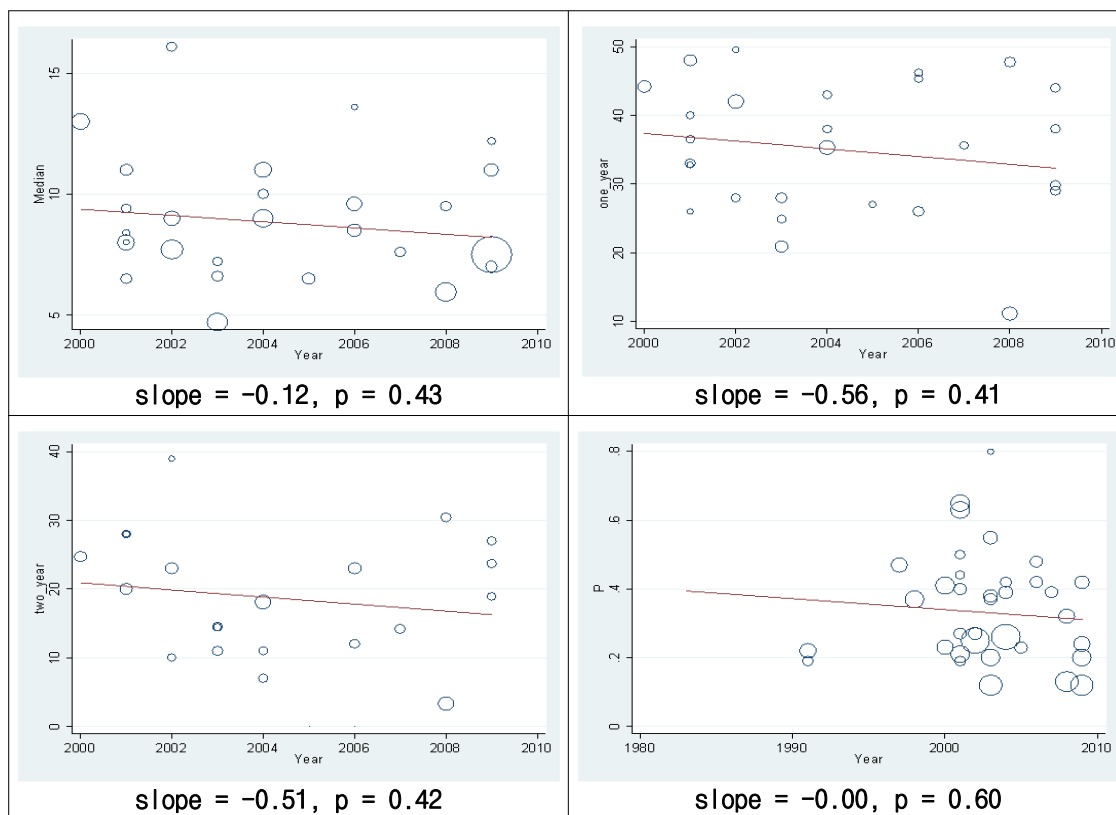 15
10
5
Median
2000 2002 2004 2006 2008 2010
Year
slope = -0.12, p = 0.43
50
40
30
20
10
one_year
2000 2002 2004 2006 2008 2010
Year
slope = -0.56, p = 0.41
40
30
20
10
0
two_year
2000 2002 2004 2006 2008 2010
Year
slope = -0.51, p = 0.42
.8
.6
.4
.2
0
P
1980 1990 2000 2010
Year
slope = -0.00, p = 0.60